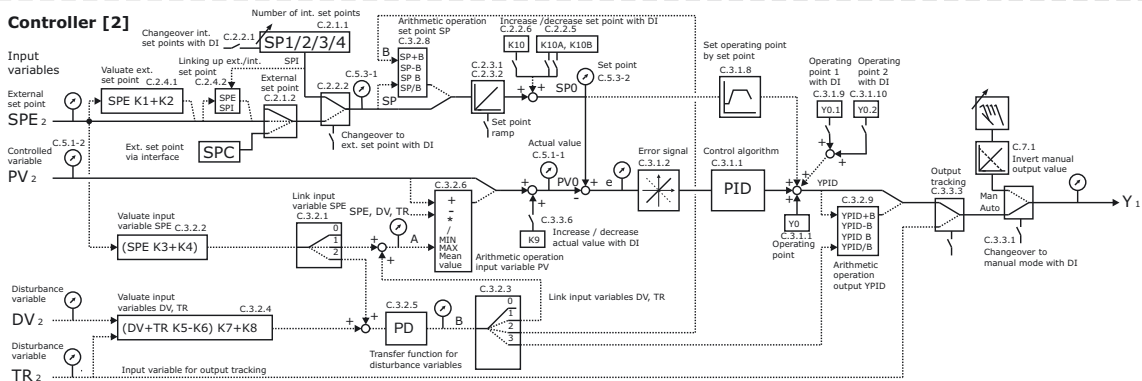 Controller [2]
Number of int. set points
C.2.1.1
Changeover int.
set points with DI
C.2.2.1
SP1/2/3/4
SPI
Arithmetic operation
set point SP
C.3.2.8
B
SP+B
SP-B
SP B
SP/B
SP
Increase /decrease set point with DI
C.2.2.6
C.2.2.5
K10
K10A, K10B
C.2.3.1
C.2.3.2
Set point
ramp
Set point
C.5.3-2
SP0
Set operating point
by set point
C.3.1.8
Operating
point 1
with DI
C.3.1.9
Y0.1
Operating
point 2
with DI
C.3.1.10
Y0.2
Input
variables
External
set point
SPE2
Valuate ext.
set point
C.2.4.1
SPE K1+K2
Linking up ext./int.
set point
C.2.4.2
SPE
SPI
External
set point
C.2.1.2
C.2.2.2
C.5.3-1
Changeover to
ext. set point with DI
Ext. set point
via interface
SPC
Controlled
variable
C.5.1-2
PV2
Actual value
C.5.1-1
PV0
e
Error signal
C.3.1.2
Control algorithm
C.3.1.1
PID
YPID
Y0
C.3.1.1
Operating
point
C.3.2.9
YPID+B
YPID-B
YPID B
YPID/B
Arithmetic
operation
output YPID
Output
tracking
C.3.3.3
Man
Auto
C.7.1
Invert manual
output value
Y1
C.3.3.1
Changeover to
manual mode with DI
C.3.3.6
Increase / decrease
actual value with DI
K9
C.3.2.6
+
-
*
/
MIN
MAX
Mean
value
Arithmetic operation
input variable PV
SPE, DV, TR
A
Link input
variable SPE
C.3.2.1
0
1
2
Valuate input
variable SPE
C.3.2.2
(SPE K3+K4)
Disturbance
variable
DV2
Valuate input
variables DV, TR
C.3.2.4
(DV+TR K5-K6) K7+K8
C.3.2.5
PD
B
Transfer function for
disturbance variables
C.3.2.3
0
1
2
3
Link input variables DV, TR
Disturbance
variable
TR2
Input variable for output tracking